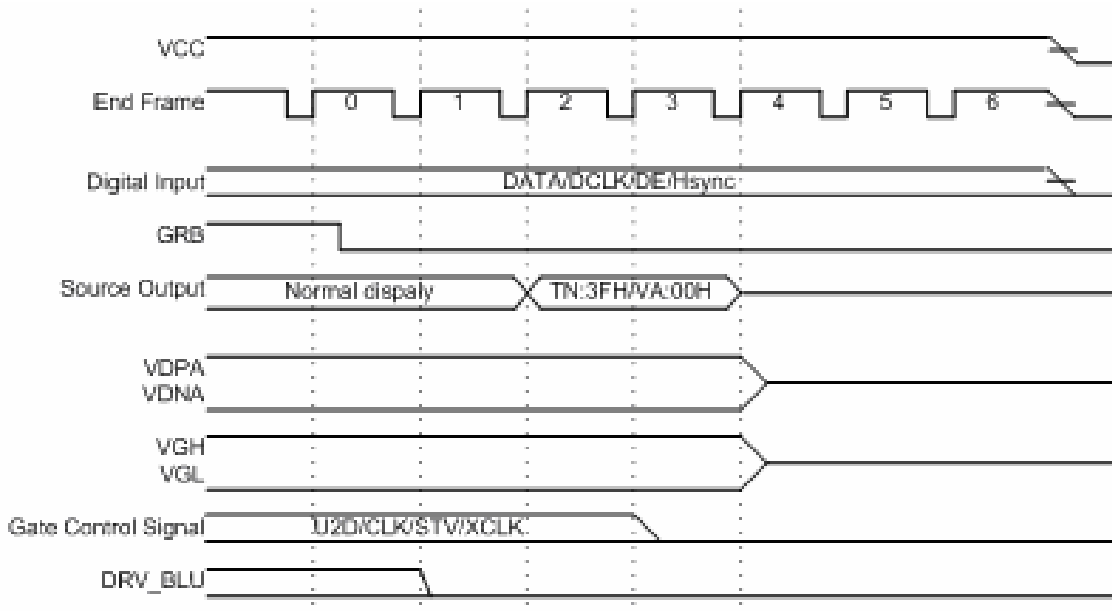 VCC
End Frame 0 1 2 3 4 5 6
Digital Input DATA/DCLK/DE/Hsync
GRB
Source Output Normal dispaly TN:3FH/VA:00H
VDPA
VDNA
VGH
VGL
Gate Control Signal U2D/CLK/STV/XCLK
DRV_BLU